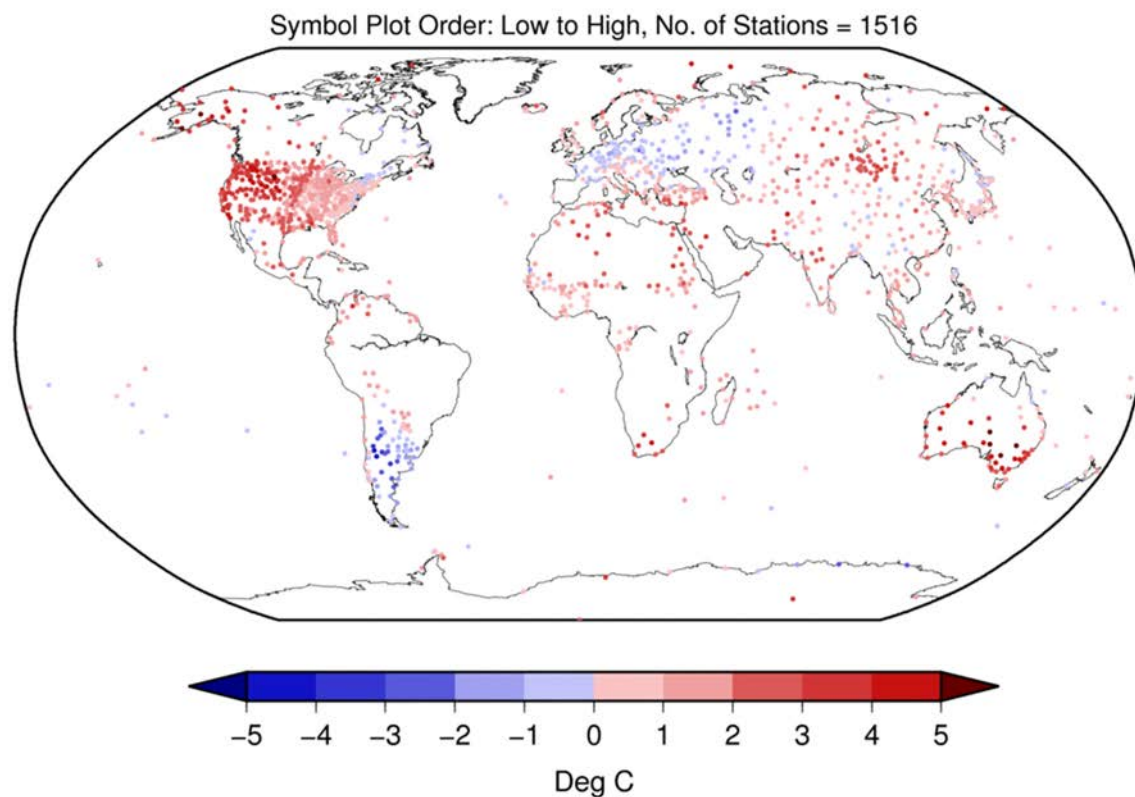 Symbol Plot Order: Low to High, No. of Stations = 1516
−5 −4 −3 −2 −1 0 1 2 3 4 5
Deg C